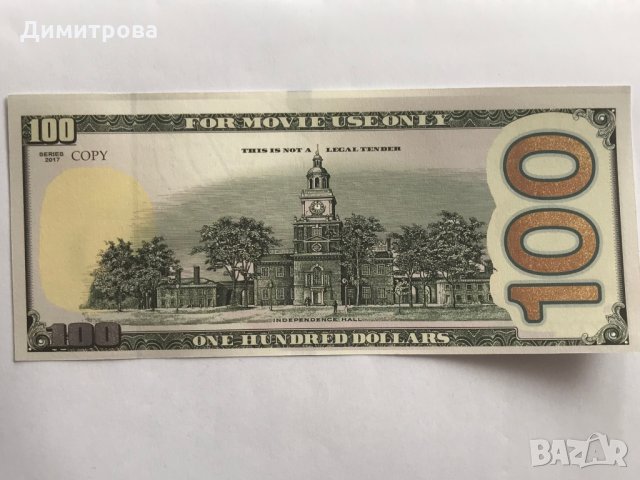 Димитрова
100
FOR MOVIE USE ONLY
SERIES
2017
COPY
THIS IS NOT A LEGAL TENDER
100
INDEPENDENCE HALL
100
ONE HUNDRED DOLLARS
BAZAR